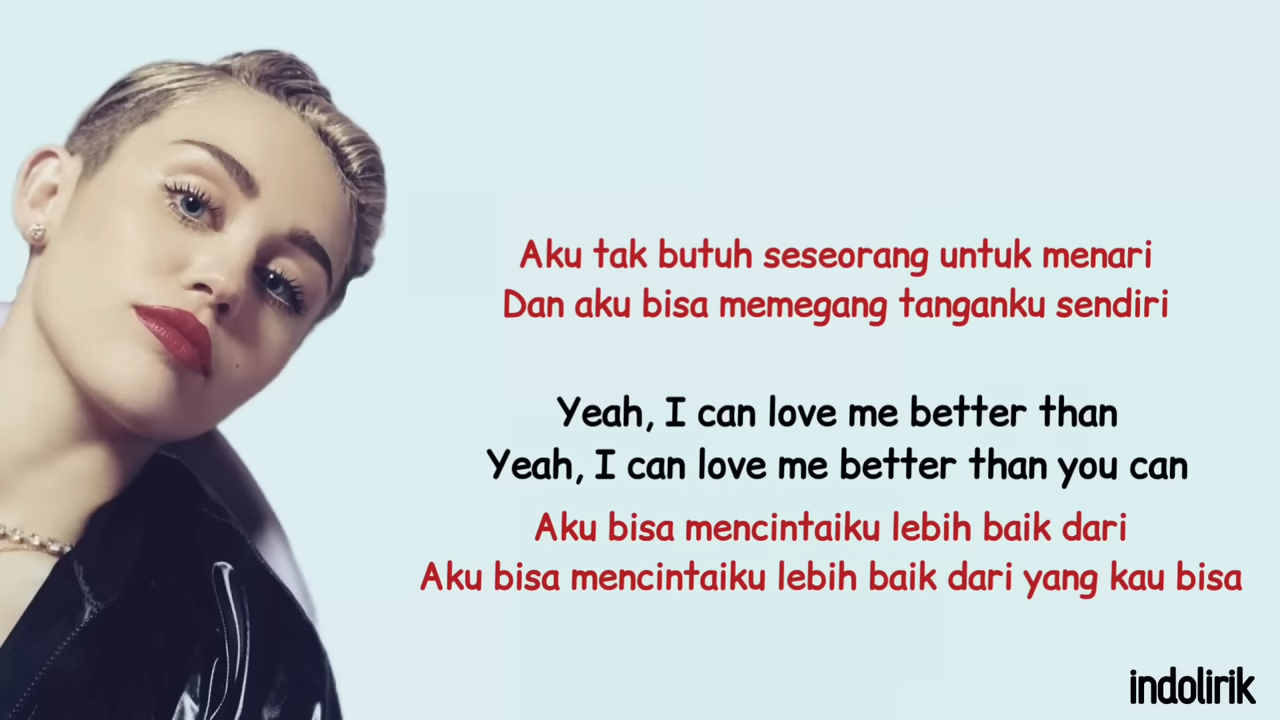 Aku tak butuh seseorang untuk menari
Dan aku bisa memegang tanganku sendiri
Yeah, I can love me better than
Yeah, I can love me better than you can
Aku bisa mencintaiku lebih baik dari
Aku bisa mencintaiku lebih baik dari yang kau bisa
indolirik